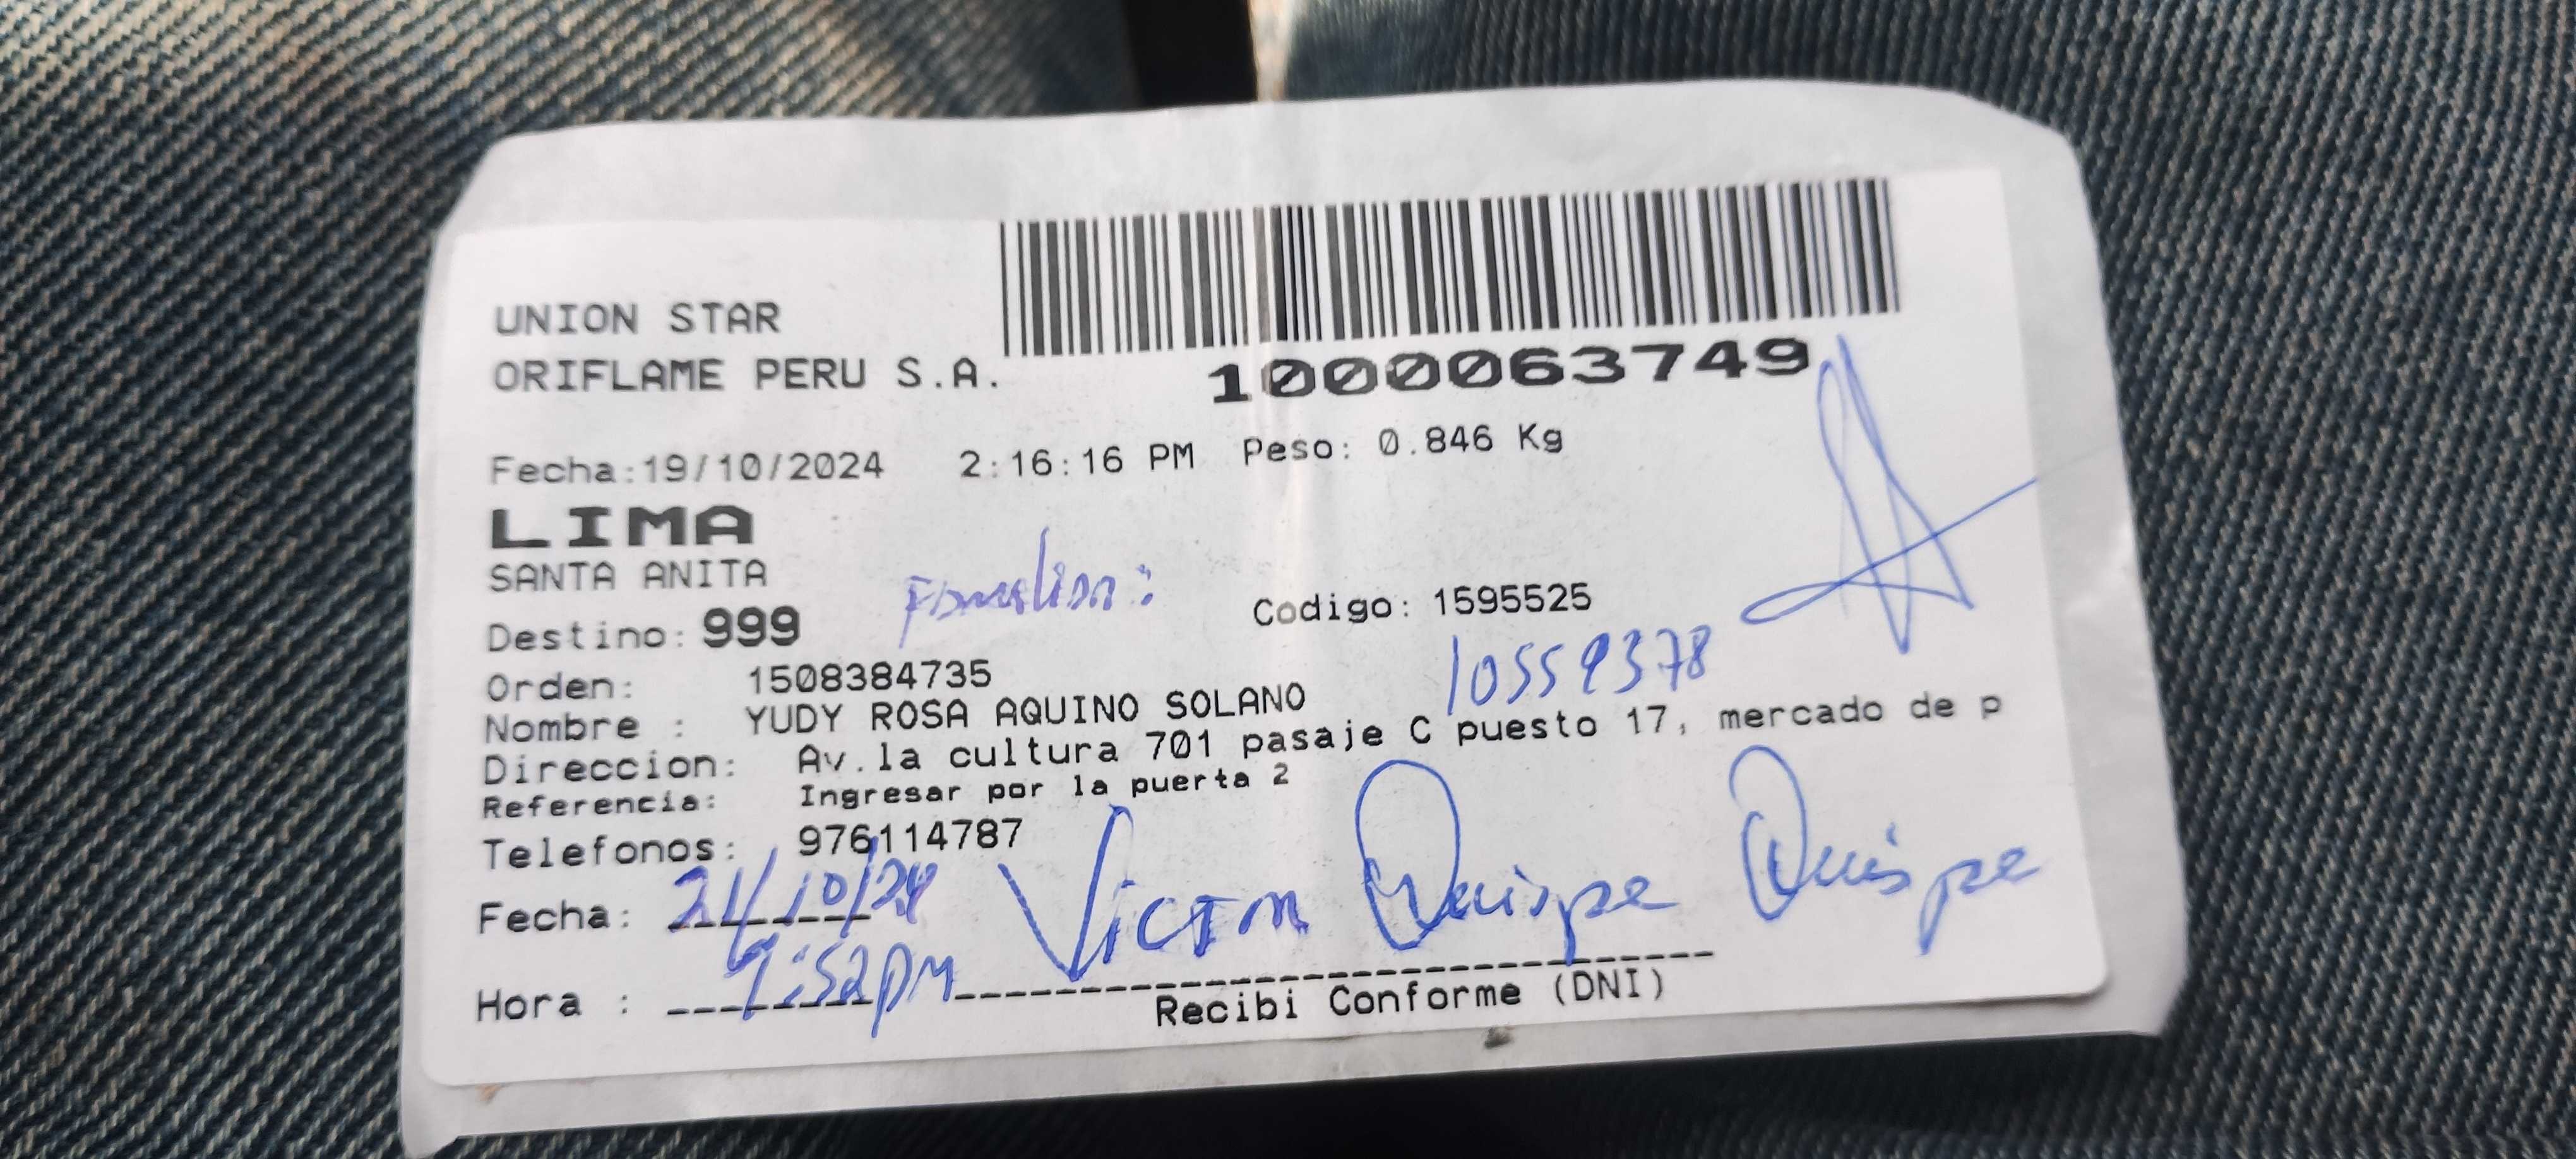 UNION STAR
ORIFLAME PERU S.A.
1000063749
Fecha:19/10/2024 2:16:16 PM Peso: 0.846 Kg
LIMA
SANTA ANITA
Destino: 999 Codigo: 1595525
Orden: 1508384735
10559378
Nombre : YUDY ROSA AQUINO SOLANO
Direccion: Av.la cultura 701 pasaje C puesto 17, mercado de p
Referencia: Ingresar por la puerta 2
Telefonos: 976114787
Fecha: 21/10/24 Victor Quispe Quispe
Hora : :52pm
Recibi Conforme (DNI)